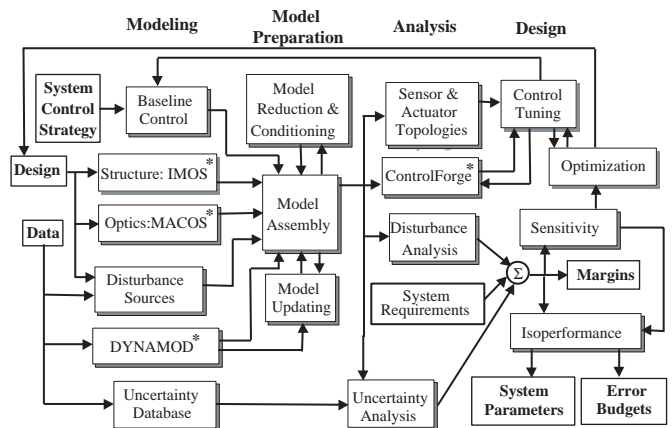 Modeling
Model
Preparation
Analysis
Design
System
Control
Strategy
Baseline
Control
Model
Reduction &
Conditioning
Sensor &
Actuator
Topologies
Control
Tuning
Design
Structure: IMOS*
ControlForge*
Optimization
Model
Assembly
Optics:MACOS*
Data
Disturbance
Analysis
Sensitivity
Disturbance
Sources
Model
Updating
System
Requirements
Σ
Margins
DYNAMOD*
Isoperformance
Uncertainty
Database
Uncertainty
Analysis
System
Parameters
Error
Budgets